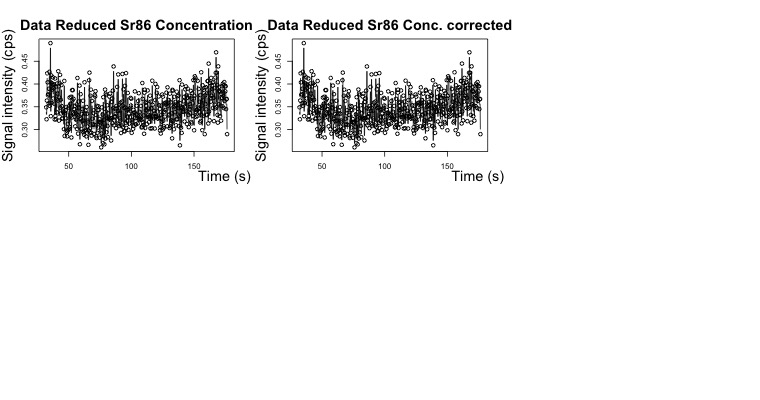 Data Reduced Sr86 Concentration
Signal intensity (cps)
0.45
0.40
0.35
0.30
50
100
150
Time (s)
Data Reduced Sr86 Conc. corrected
Signal intensity (cps)
0.45
0.40
0.35
0.30
50
100
150
Time (s)